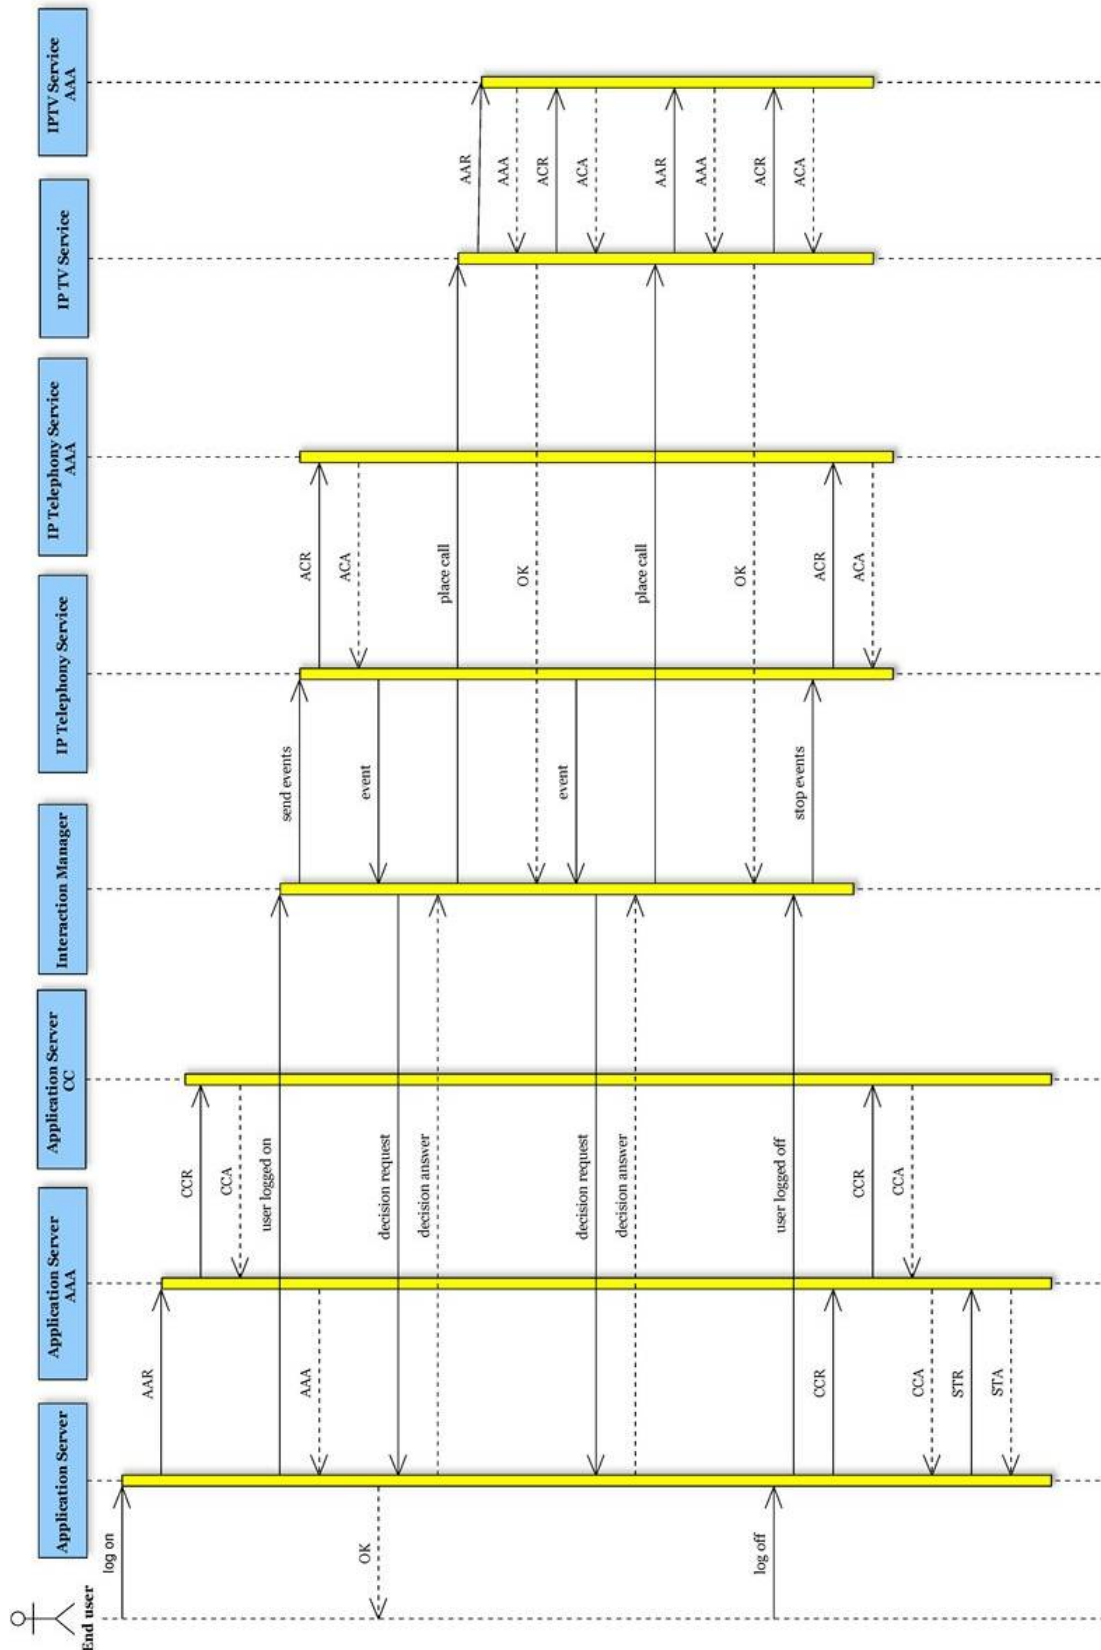 End user
Application Server
Application Server
AAA
Application Server
CC
Interaction Manager
IP Telephony Service
IP Telephony Service
AAA
IP TV Service
IPTV Service
AAA
log on
AAR
CCR
CCA
user logged on
send events
AAA
ACR
ACA
OK
event
decision request
decision answer
place call
AAR
AAA
OK
ACR
event
decision request
ACA
decision answer
place call
AAR
AAA
OK
log off
ACR
user logged off
stop events
ACA
CCR
ACR
CCR
ACA
CCA
CCA
STR
STA